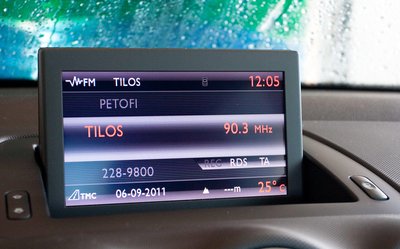 FM TILOS 12:05
PETOFI
TILOS 90.3 MHz
REG RDS TA
228-9800
TMC 06-09-2011 ---m 25° C